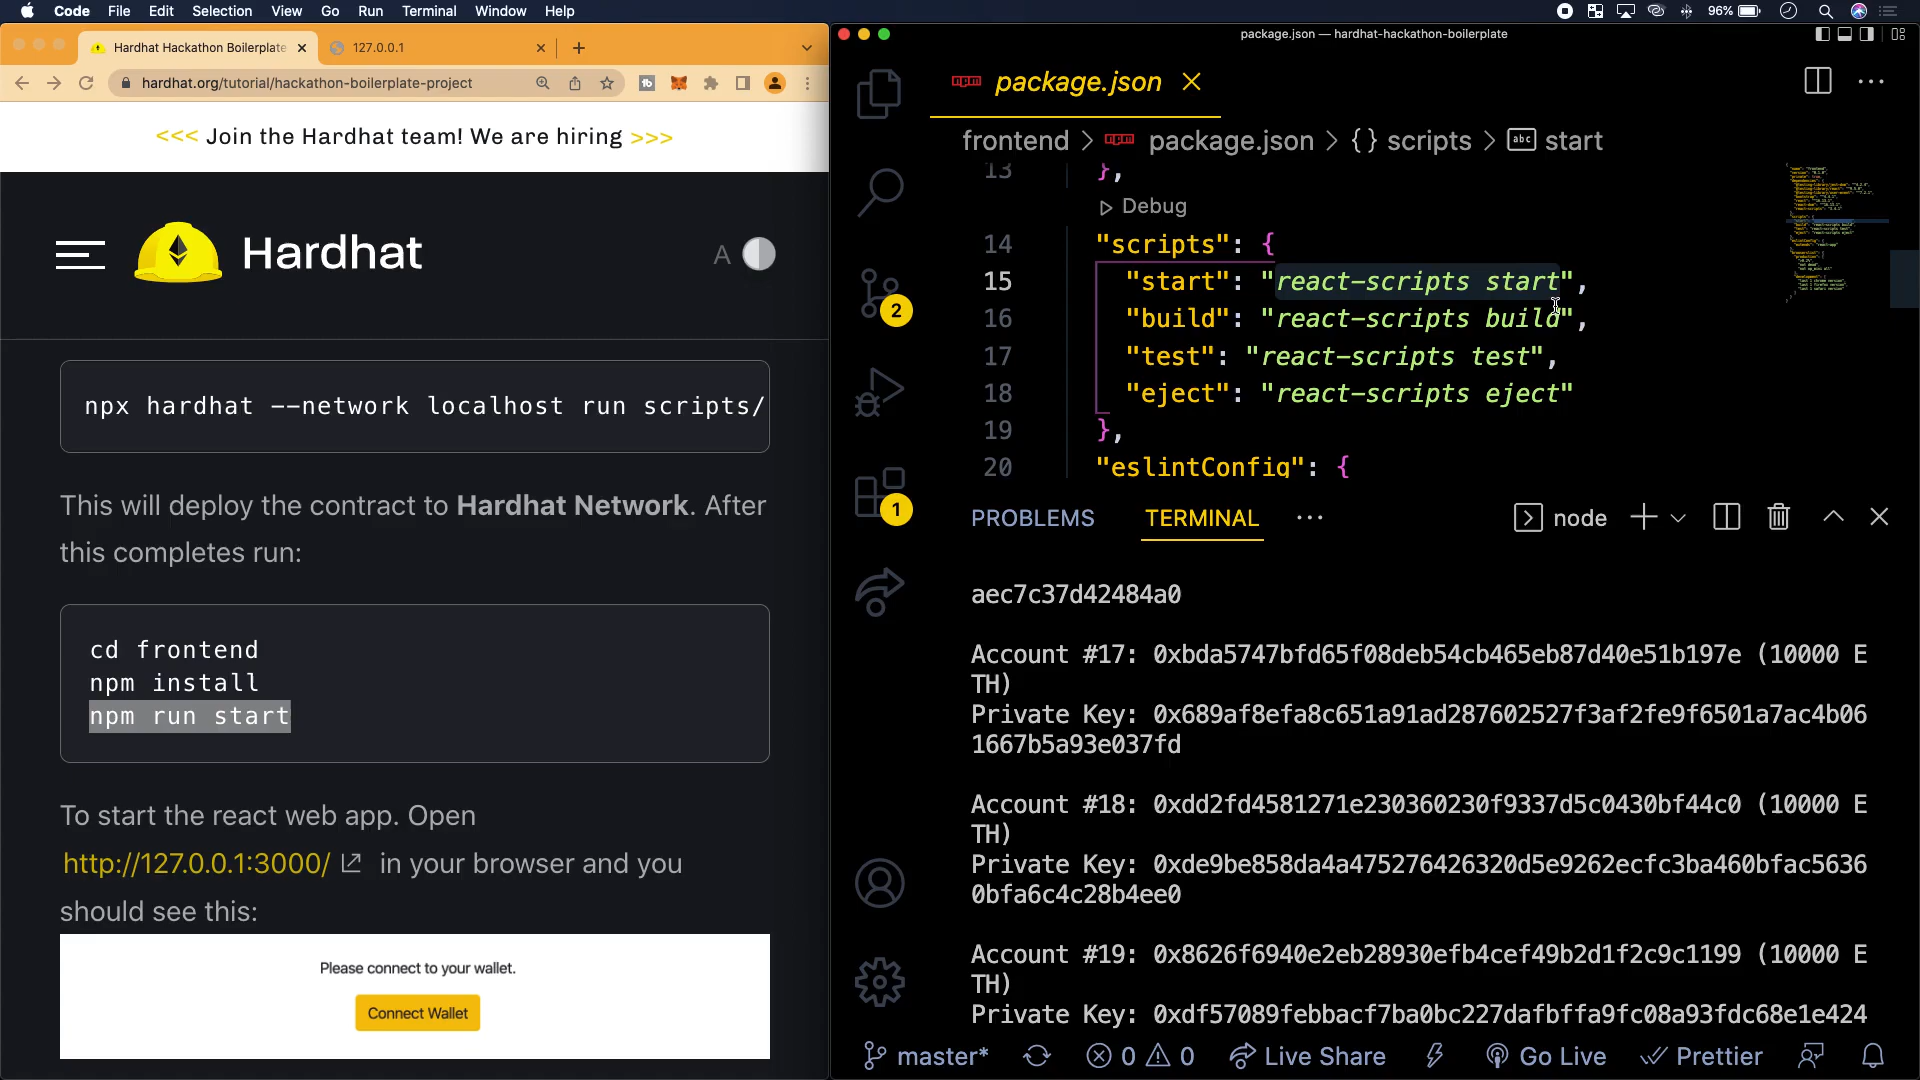 Code File Edit Selection View Go Run Terminal Window Help
96%
Hardhat Hackathon Boilerplate
127.0.0.1
hardhat.org/tutorial/hackathon-boilerplate-project
<<< Join the Hardhat team! We are hiring >>>
Hardhat
A
npx hardhat --network localhost run scripts/
This will deploy the contract to Hardhat Network. After
this completes run:
cd frontend
npm install
npm run start
To start the react web app. Open
http://127.0.0.1:3000/ in your browser and you
should see this:
Please connect to your wallet.
Connect Wallet
package.json — hardhat-hackathon-boilerplate
package.json
frontend > package.json > {} scripts > abc start
13 },
Debug
14 "scripts": {
15 "start": "react-scripts start",
16 "build": "react-scripts build",
17 "test": "react-scripts test",
18 "eject": "react-scripts eject"
19 },
20 "eslintConfig": {
2
1
PROBLEMS TERMINAL ... node
aec7c37d42484a0
Account #17: 0xbda5747bfd65f08deb54cb465eb87d40e51b197e (10000 E
TH)
Private Key: 0x689af8efa8c651a91ad287602527f3af2fe9f6501a7ac4b06
1667b5a93e037fd
Account #18: 0xdd2fd4581271e230360230f9337d5c0430bf44c0 (10000 E
TH)
Private Key: 0xde9be858da4a475276426320d5e9262ecfc3ba460bfac5636
0bfa6c4c28b4ee0
Account #19: 0x8626f6940e2eb28930efb4cef49b2d1f2c9c1199 (10000 E
TH)
Private Key: 0xdf57089febbacf7ba0bc227dafbffa9fc08a93fdc68e1e424
master* 0 0 Live Share Go Live Prettier